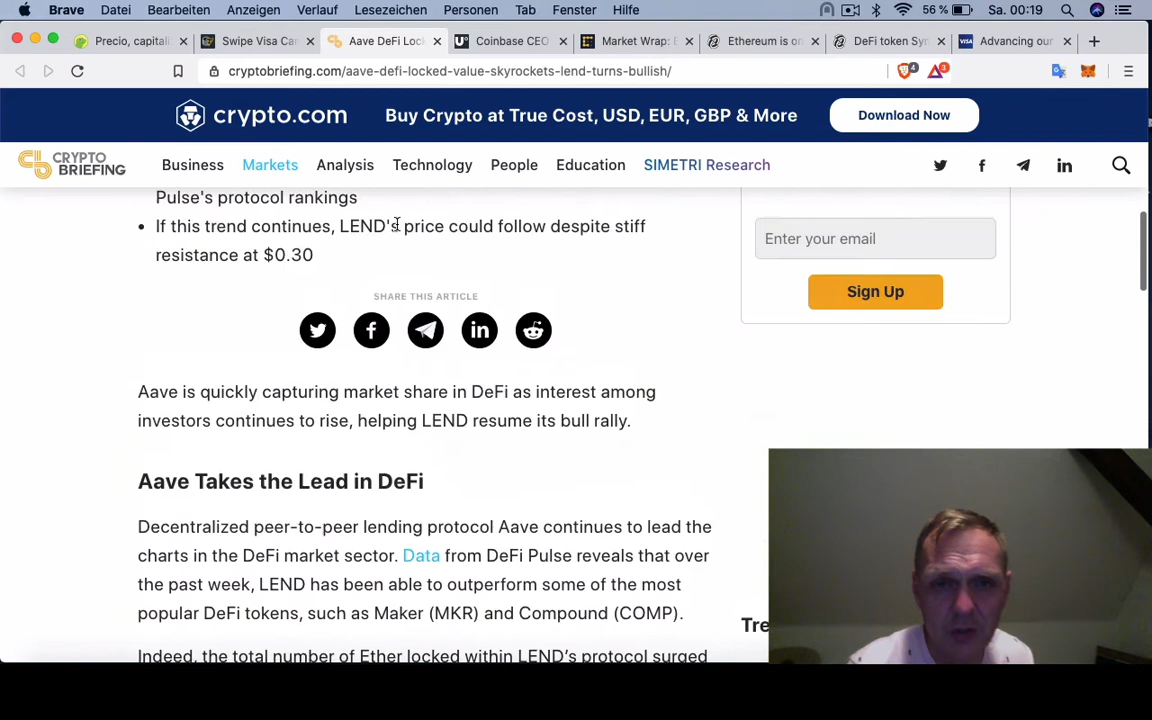 Brave Datei Bearbeiten Anzeigen Verlauf Lesezeichen Personen Tab Fenster Hilfe 56 % Sa. 00:19
Precio, capitali Swipe Visa Car Aave DeFi Lock Coinbase CEO Market Wrap: B Ethereum is on DeFi token Syn Advancing our
cryptobriefing.com/aave-defi-locked-value-skyrockets-lend-turns-bullish/ 4 3
crypto.com Buy Crypto at True Cost, USD, EUR, GBP & More Download Now
CRYPTO BRIEFING Business Markets Analysis Technology People Education SIMETRI Research
Pulse's protocol rankings
• If this trend continues, LEND's price could follow despite stiff
resistance at $0.30
Enter your email
Sign Up
SHARE THIS ARTICLE
Aave is quickly capturing market share in DeFi as interest among
investors continues to rise, helping LEND resume its bull rally.
Aave Takes the Lead in DeFi
Decentralized peer-to-peer lending protocol Aave continues to lead the
charts in the DeFi market sector. Data from DeFi Pulse reveals that over
the past week, LEND has been able to outperform some of the most
popular DeFi tokens, such as Maker (MKR) and Compound (COMP).
Tre
Indeed, the total number of Ether locked within LEND's protocol surged